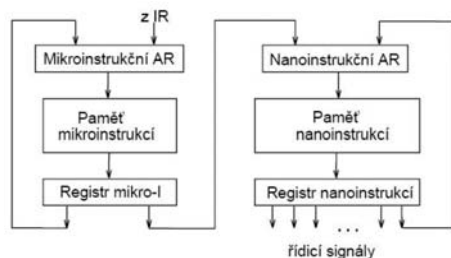 z IR
Mikroinstrukční AR
Paměť
mikroinstrukcí
Registr mikro-I
Nanoinstrukční AR
Paměť
nanoinstrukcí
Registr nanoinstrukcí
...
řídicí signály